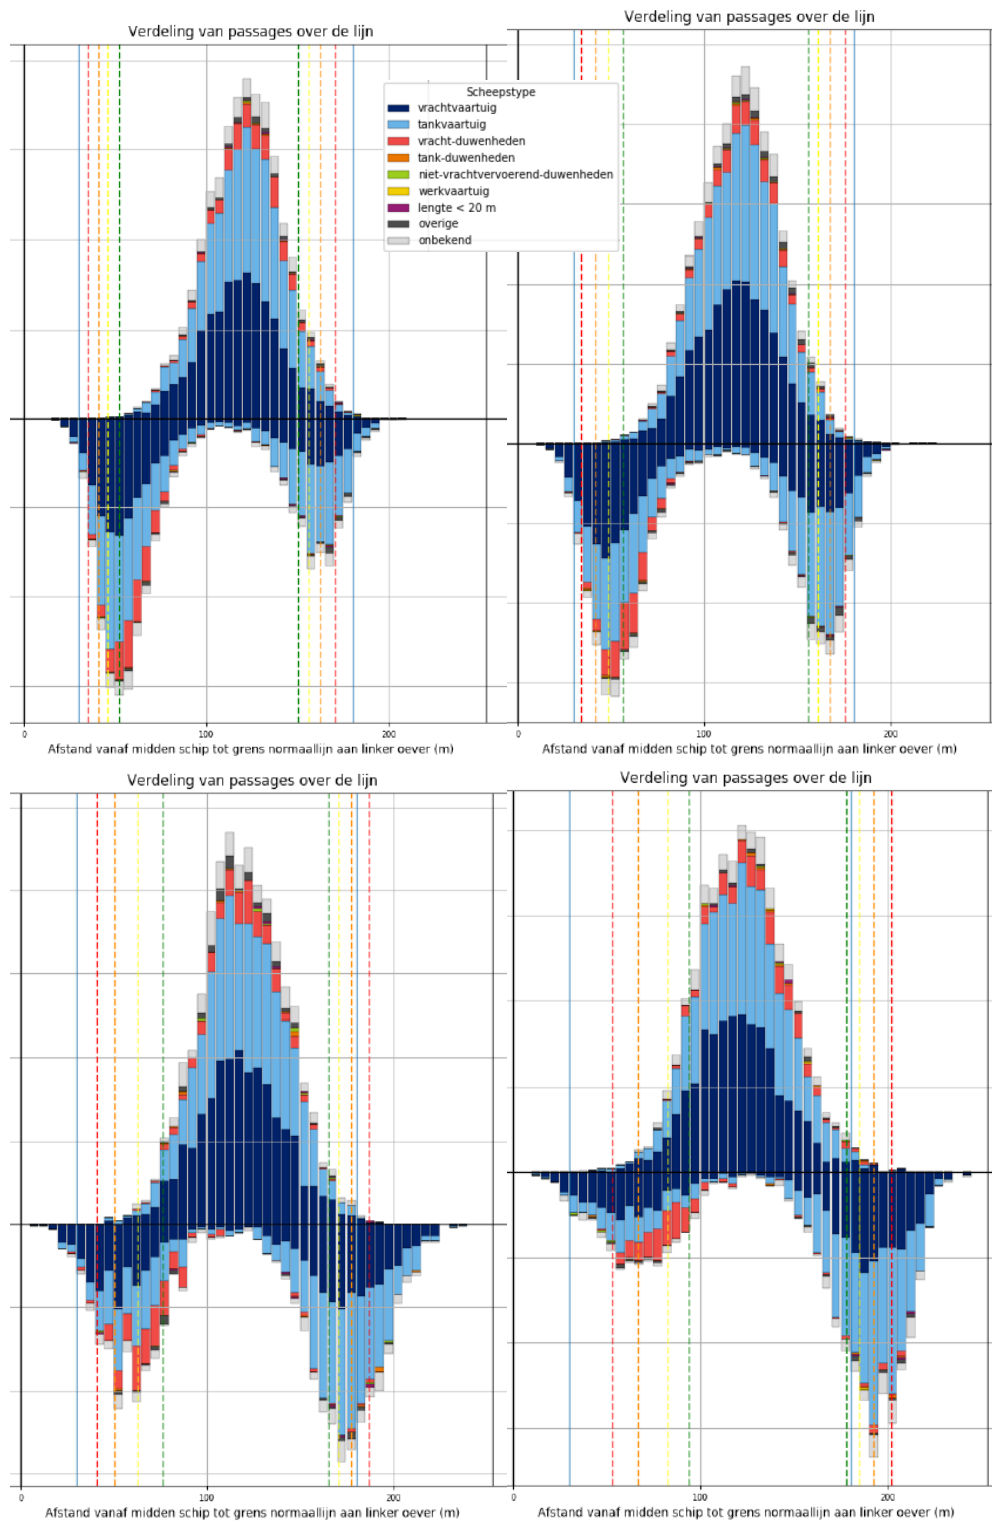 Verdeling van passages over de lijn
Verdeling van passages over de lijn
Scheepstype
vrachtvaartuig
tankvaartuig
vracht-duwenheden
tank-duwenheden
niet-vrachtvervoerend-duwenheden
werkvaartuig
lengte < 20 m
overige
onbekend
0 100 200
0 100 200
Afstand vanaf midden schip tot grens normaallijn aan linker oever (m)
Afstand vanaf midden schip tot grens normaallijn aan linker oever (m)
Verdeling van passages over de lijn
Verdeling van passages over de lijn
0 100 200
0 100 200
Afstand vanaf midden schip tot grens normaallijn aan linker oever (m)
Afstand vanaf midden schip tot grens normaallijn aan linker oever (m)